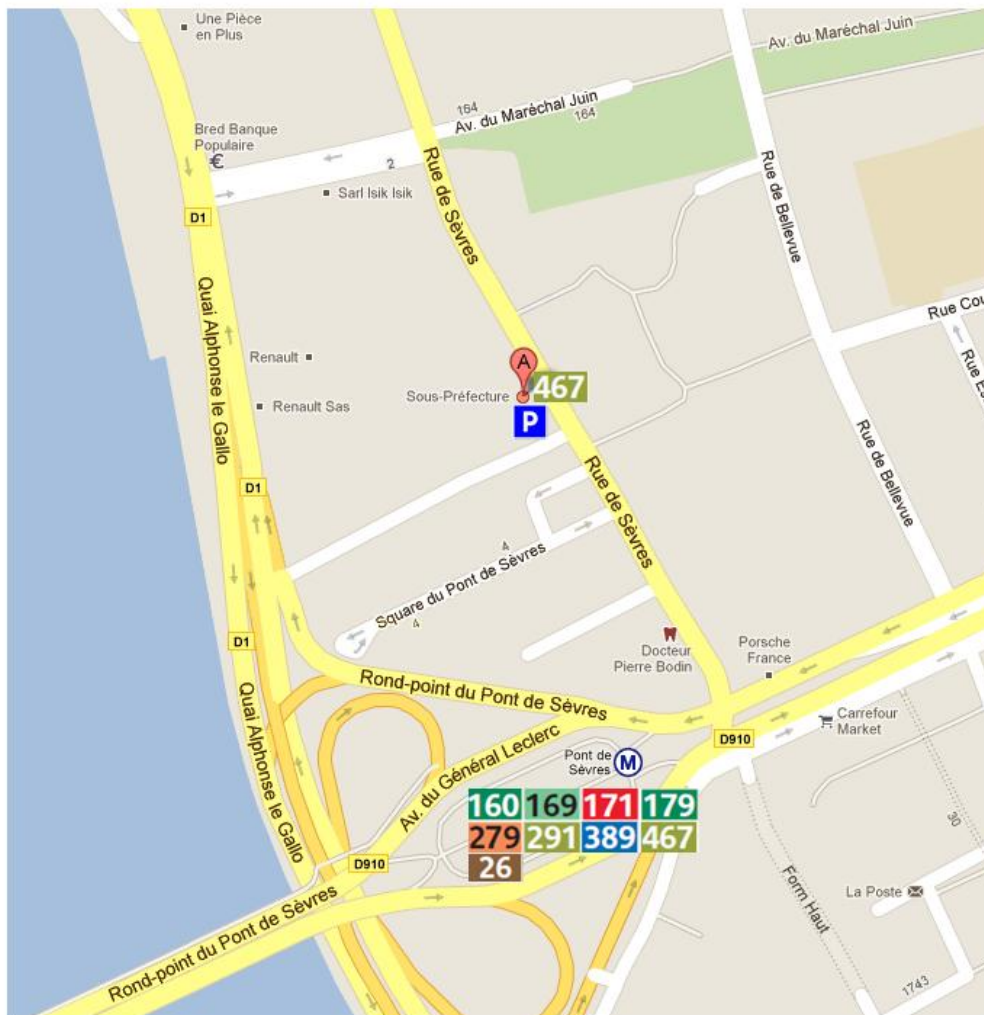 Une Pièce
en Plus
Av. du Maréchal Juin
164
Av. du Maréchal Juin
164
Bred Banque
Populaire
€
2
Sarl Isik Isik
Rue de Sèvres
Rue de Bellevue
D1
Quai Alphonse le Gallo
Rue Cou
Renault
A
467
Sous-Préfecture
P
Renault Sas
Rue Es
Rue de Bellevue
D1
Rue de Sèvres
4
Square du Pont de Sèvres
4
D1
Docteur
Pierre Bodin
Porsche
France
Rond-point du Pont de Sèvres
Quai Alphonse le Gallo
Carrefour
Market
D910
Av. du Général Leclerc
Pont de
Sèvres
M
160 169 171 179
279 291 389 467
26
30
D910
Form Haut
La Poste
Rond-point du Pont de Sèvres
1743